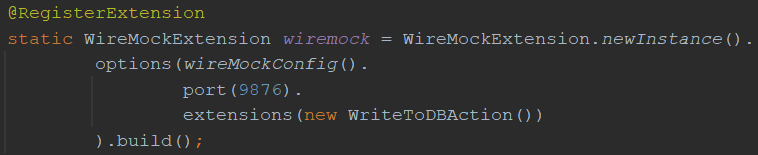 @RegisterExtension
static WireMockExtension wiremock = WireMockExtension.newInstance().
options(wireMockConfig().
port(9876).
extensions(new WriteToDBAction())
).build();